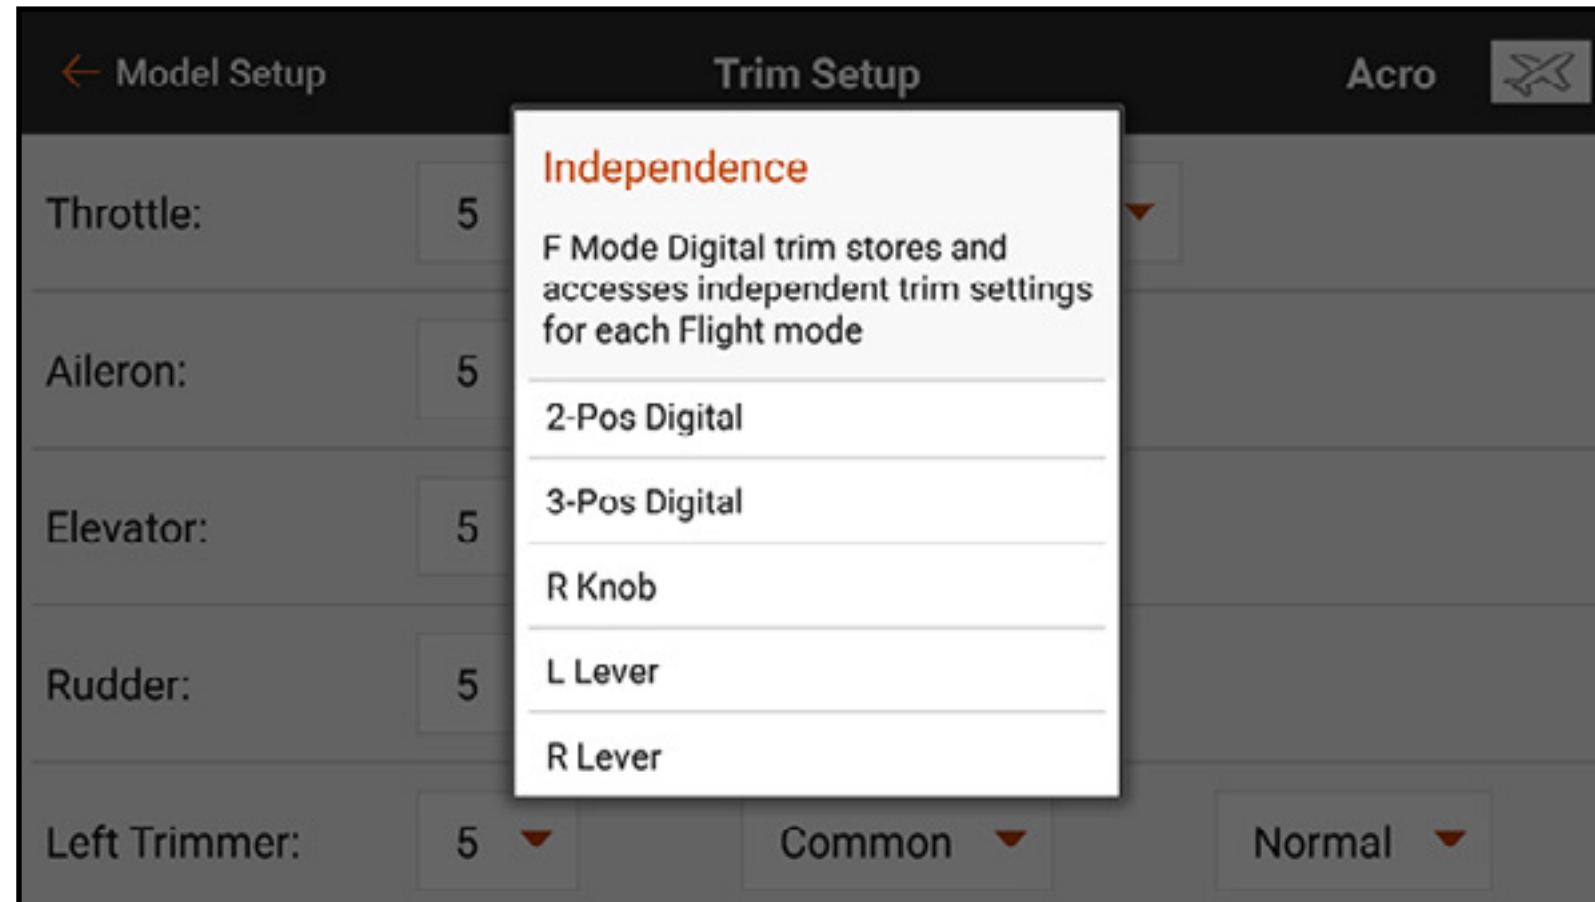 ← Model Setup Trim Setup Acro
Independence
F Mode Digital trim stores and
accesses independent trim settings
for each Flight mode
2-Pos Digital
3-Pos Digital
R Knob
L Lever
R Lever
Throttle: 5
Aileron: 5
Elevator: 5
Rudder: 5
Left Trimmer: 5 Common Normal